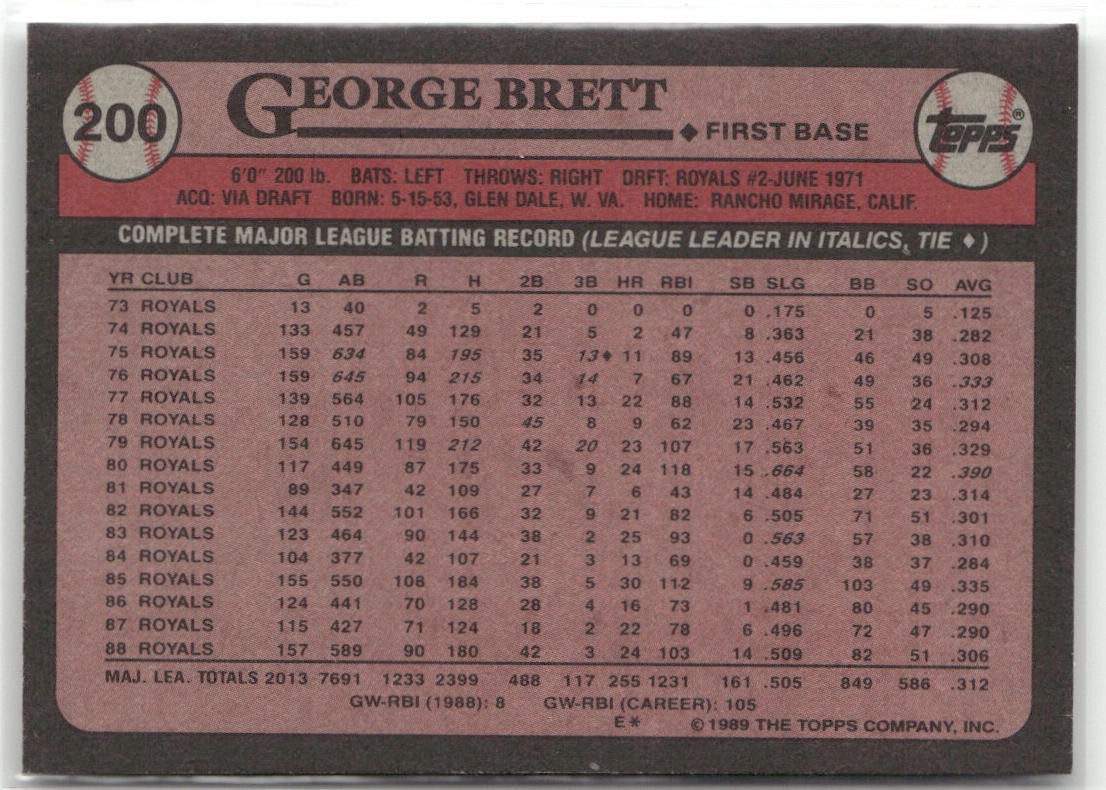 200
GEORGE BRETT
◆ FIRST BASE
Topps®
6'0" 200 lb. BATS: LEFT THROWS: RIGHT DRFT: ROYALS #2-JUNE 1971
ACQ: VIA DRAFT BORN: 5-15-53, GLEN DALE, W. VA. HOME: RANCHO MIRAGE, CALIF.
COMPLETE MAJOR LEAGUE BATTING RECORD (LEAGUE LEADER IN ITALICS, TIE ♦)
YR CLUB G AB R H 2B 3B HR RBI SB SLG BB SO AVG
73 ROYALS 13 40 2 5 2 0 0 0 0 .175 0 5 .125
74 ROYALS 133 457 49 129 21 5 2 47 8 .363 21 38 .282
75 ROYALS 159 634 84 195 35 13♦ 11 89 13 .456 46 49 .308
76 ROYALS 159 645 94 215 34 14 7 67 21 .462 49 36 .333
77 ROYALS 139 564 105 176 32 13 22 88 14 .532 55 24 .312
78 ROYALS 128 510 79 150 45 8 9 62 23 .467 39 35 .294
79 ROYALS 154 645 119 212 42 20 23 107 17 .563 51 36 .329
80 ROYALS 117 449 87 175 33 9 24 118 15 .664 58 22 .390
81 ROYALS 89 347 42 109 27 7 6 43 14 .484 27 23 .314
82 ROYALS 144 552 101 166 32 9 21 82 6 .505 71 51 .301
83 ROYALS 123 464 90 144 38 2 25 93 0 .563 57 38 .310
84 ROYALS 104 377 42 107 21 3 13 69 0 .459 38 37 .284
85 ROYALS 155 550 108 184 38 5 30 112 9 .585 103 49 .335
86 ROYALS 124 441 70 128 28 4 16 73 1 .481 80 45 .290
87 ROYALS 115 427 71 124 18 2 22 78 6 .496 72 47 .290
88 ROYALS 157 589 90 180 42 3 24 103 14 .509 82 51 .306
MAJ. LEA. TOTALS 2013 7691 1233 2399 488 117 255 1231 161 .505 849 586 .312
GW-RBI (1988): 8 GW-RBI (CAREER): 105
E* ©1989 THE TOPPS COMPANY, INC.